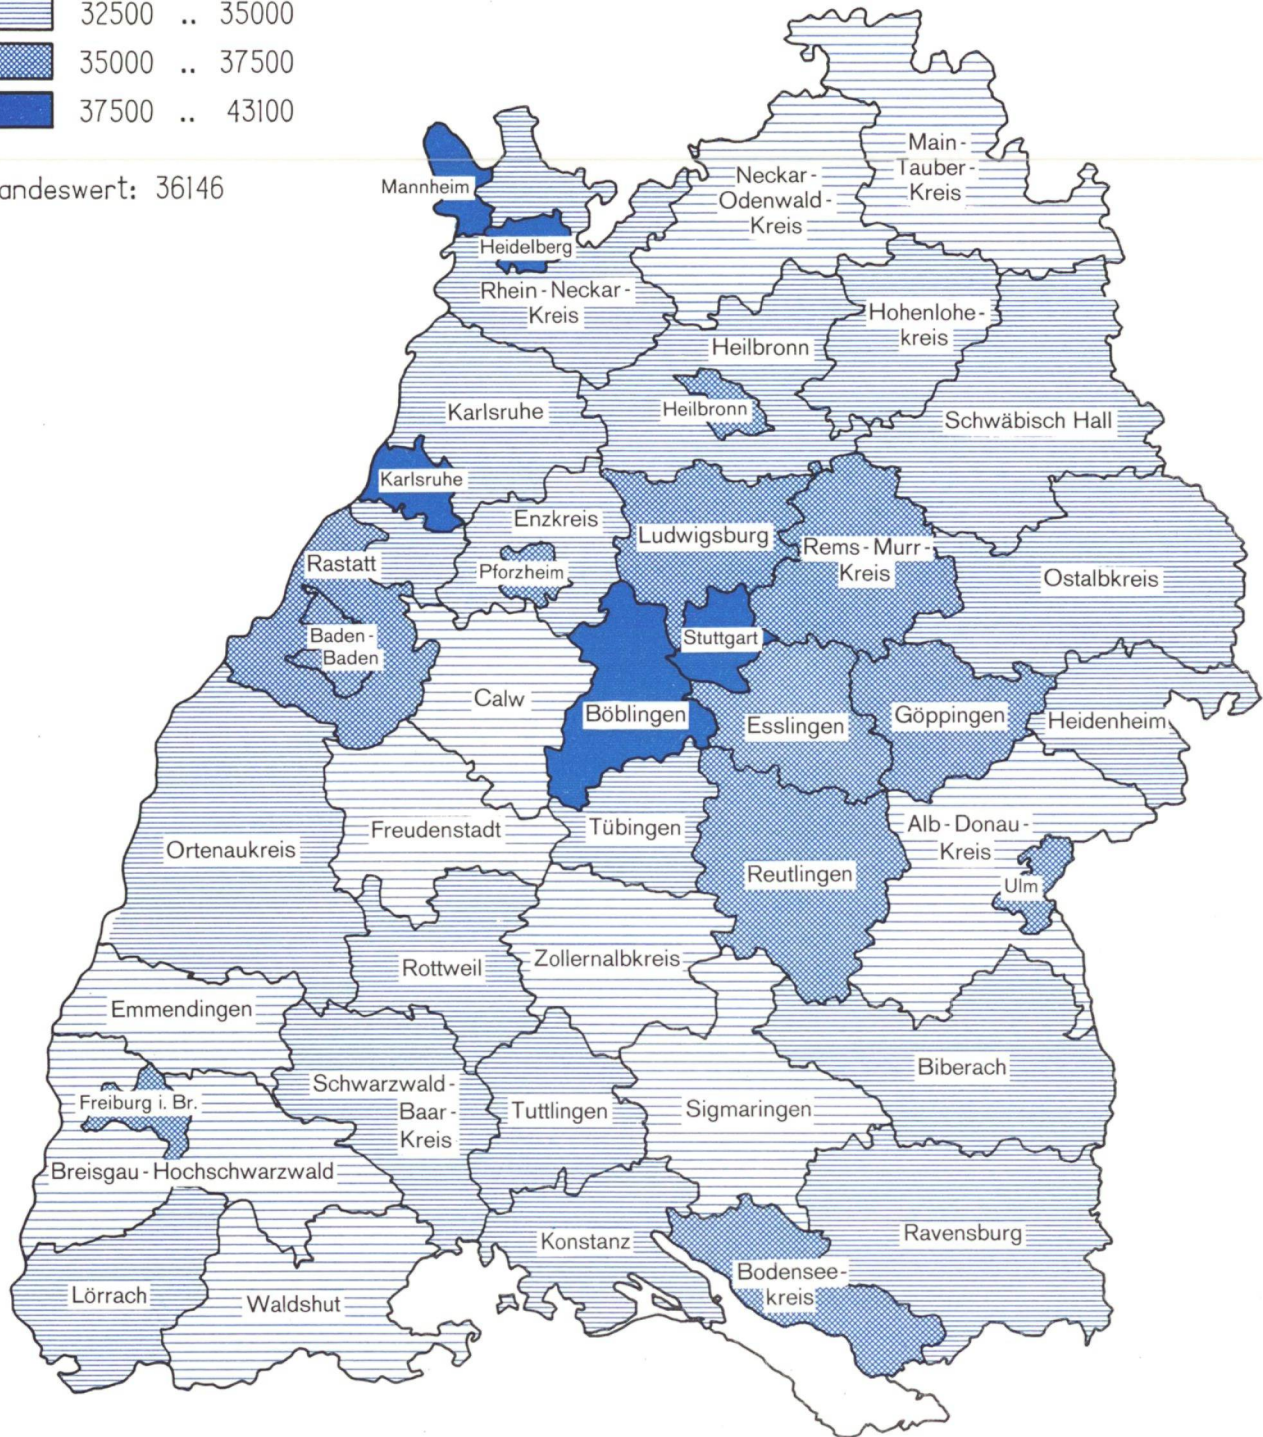 32500 .. 35000
35000 .. 37500
37500 .. 43100
andeswert: 36146
Main-
Tauber-
Kreis
Neckar-
Odenwald-
Kreis
Mannheim
Heidelberg
Rhein-Neckar-
Kreis
Hohenlohe-
kreis
Heilbronn
Karlsruhe
Heilbronn
Schwäbisch Hall
Karlsruhe
Enzkreis
Ludwigsburg
Rems-Murr-
Kreis
Rastatt
Pforzheim
Ostalbkreis
Baden-
Baden
Stuttgart
Calw
Böblingen
Esslingen
Göppingen
Heidenheim
Freudenstadt
Tübingen
Alb-Donau-
Kreis
Ortenaukreis
Reutlingen
Ulm
Rottweil
Zollernalbkreis
Emmendingen
Biberach
Schwarzwald-
Baar-
Kreis
Freiburg i. Br.
Tuttlingen
Sigmaringen
Breisgau-Hochschwarzwald
Konstanz
Ravensburg
Bodensee-
kreis
Lörrach
Waldshut